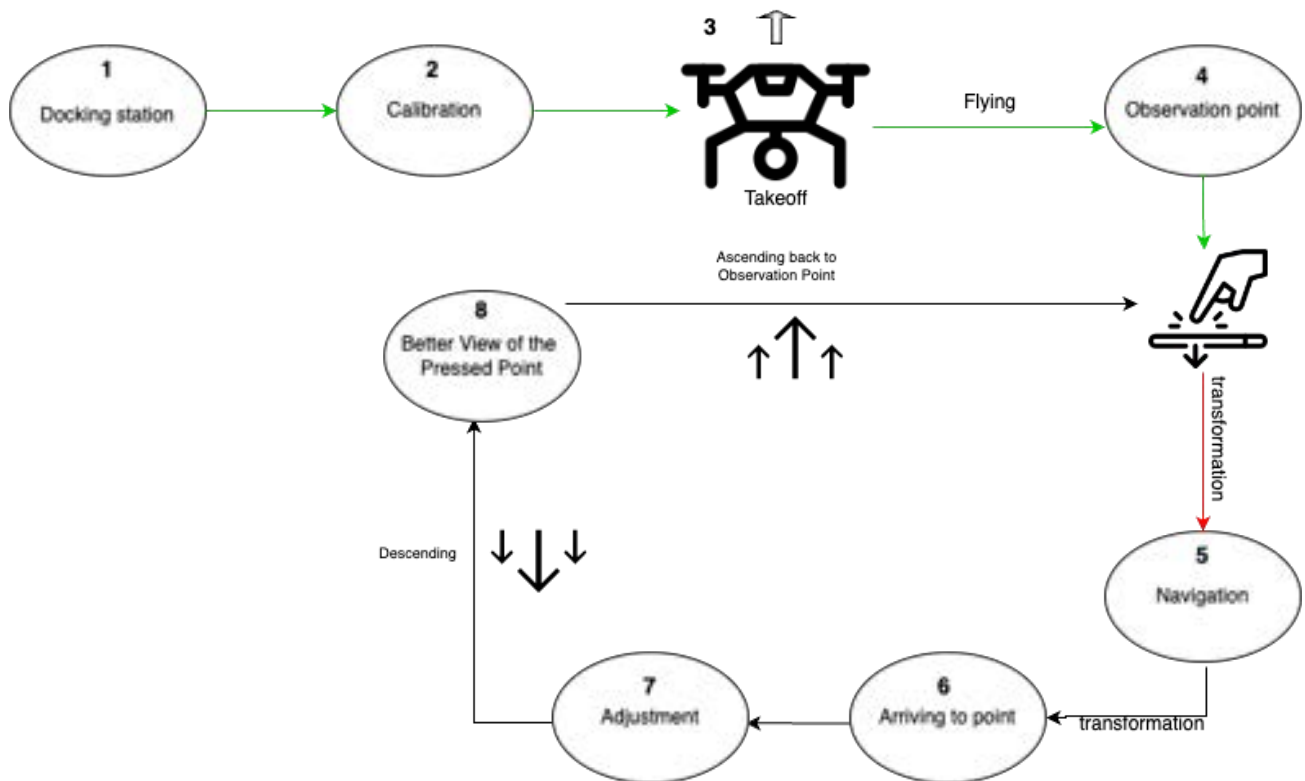 1
Docking station
2
Calibration
3
Takeoff
Flying
4
Observation point
transformation
5
Navigation
transformation
6
Arriving to point
7
Adjustment
Descending
8
Better View of the
Pressed Point
Ascending back to
Observation Point